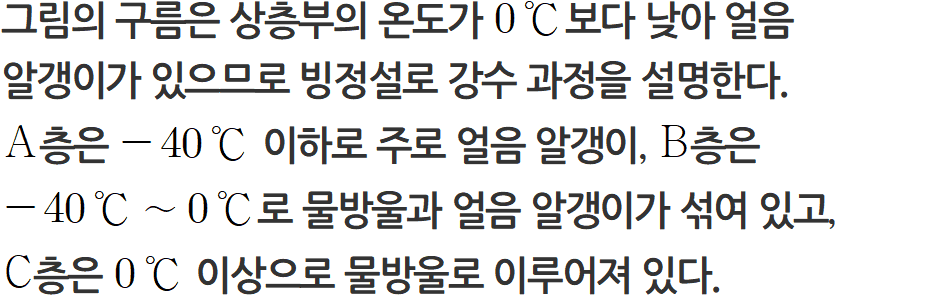 그림의 구름은 상층부의 온도가 0℃보다 낮아 얼음
알갱이가 있으므로 빙정설로 강수 과정을 설명한다.
A층은 -40℃ 이하로 주로 얼음 알갱이, B층은
-40℃ ~ 0℃로 물방울과 얼음 알갱이가 섞여 있고,
C층은 0℃ 이상으로 물방울로 이루어져 있다.